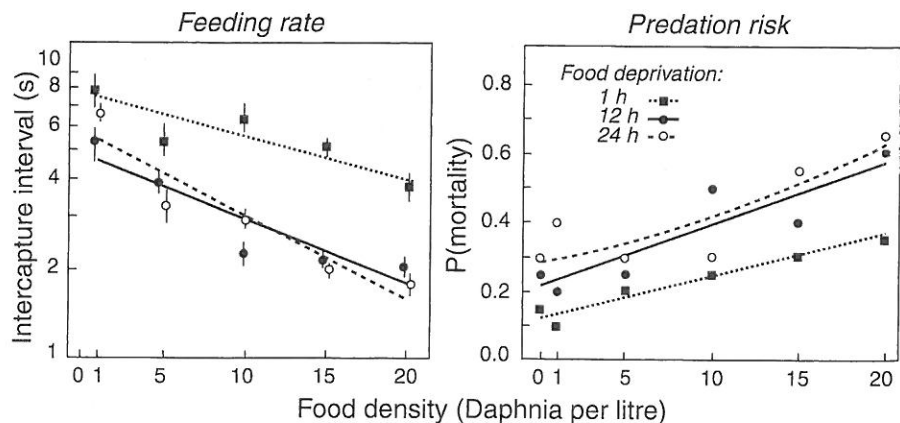 Feeding rate
Intercapture interval (s)
10
8
6
4
2
1
0 1 5 10 15 20
Predation risk
P(mortality)
0.8
0.6
0.4
0.2
0.0
Food deprivation:
1 h
12 h
24 h
0 1 5 10 15 20
Food density (Daphnia per litre)